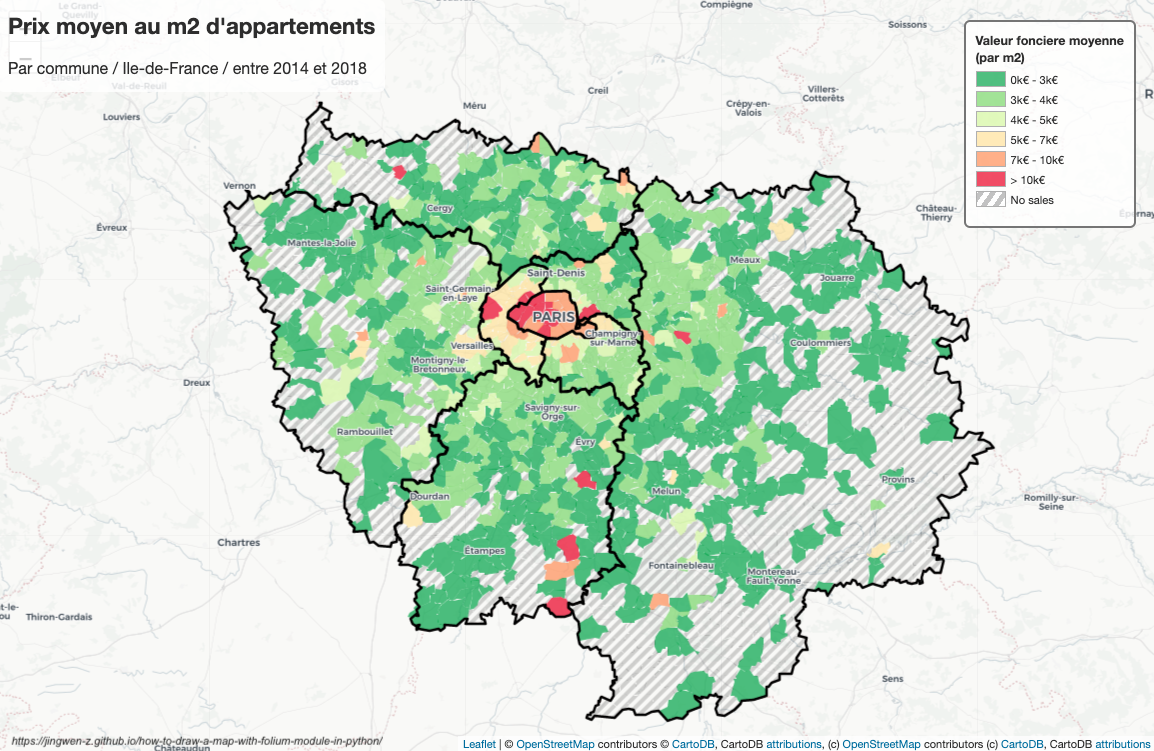 Le Grand-
Quevilly
Compiègne
Prix moyen au m2 d'appartements
Soissons
Par commune / Ile-de-France / entre 2014 et 2018
Elbeuf
Gisors
Val-de-Reuil
Louviers
Méru
Creil
Crépy-en-
Valois
Villers-
Cotterêts
Valeur fonciere moyenne
(par m2)
0k€ - 3k€
3k€ - 4k€
4k€ - 5k€
5k€ - 7k€
7k€ - 10k€
> 10k€
No sales
R
Vernon
Château-
Thierry
Épernay
Évreux
Cergy
Mantes-la-Jolie
Meaux
Jouarre
Saint-Denis
Saint-Germain-
en-Laye
PARIS
Champigny-
sur-Marne
Versailles
Coulommiers
Montigny-le-
Bretonneux
Dreux
Savigny-sur-
Orge
Rambouillet
Évry
Melun
Provins
Dourdan
Romilly-sur-
Seine
Chartres
Étampes
Fontainebleau
Montereau-
Fault-Yonne
t-le-
ou
Thiron-Gardais
Sens
https://jingwen-z.github.io/how-to-draw-a-map-with-folium-module-in-python/
Châteaudun
Leaflet | © OpenStreetMap contributors © CartoDB, CartoDB attributions, (c) OpenStreetMap contributors (c) CartoDB, CartoDB attributions